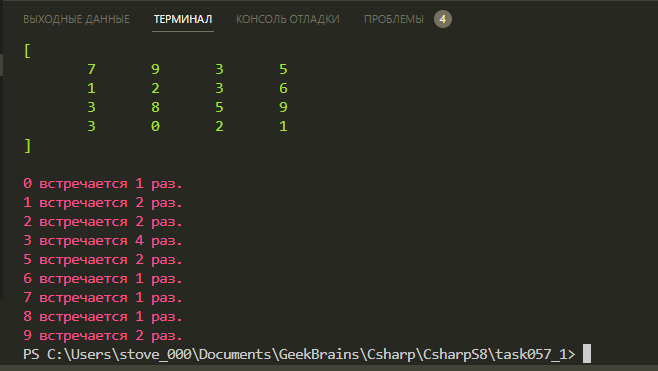 ВЫХОДНЫЕ ДАННЫЕ ТЕРМИНАЛ КОНСОЛЬ ОТЛАДКИ ПРОБЛЕМЫ 4
[
7 9 3 5
1 2 3 6
3 8 5 9
3 0 2 1
]
0 встречается 1 раз.
1 встречается 2 раз.
2 встречается 2 раз.
3 встречается 4 раз.
5 встречается 2 раз.
6 встречается 1 раз.
7 встречается 1 раз.
8 встречается 1 раз.
9 встречается 2 раз.
PS C:\Users\stove_000\Documents\GeekBrains\Csharp\CsharpS8\task057_1>